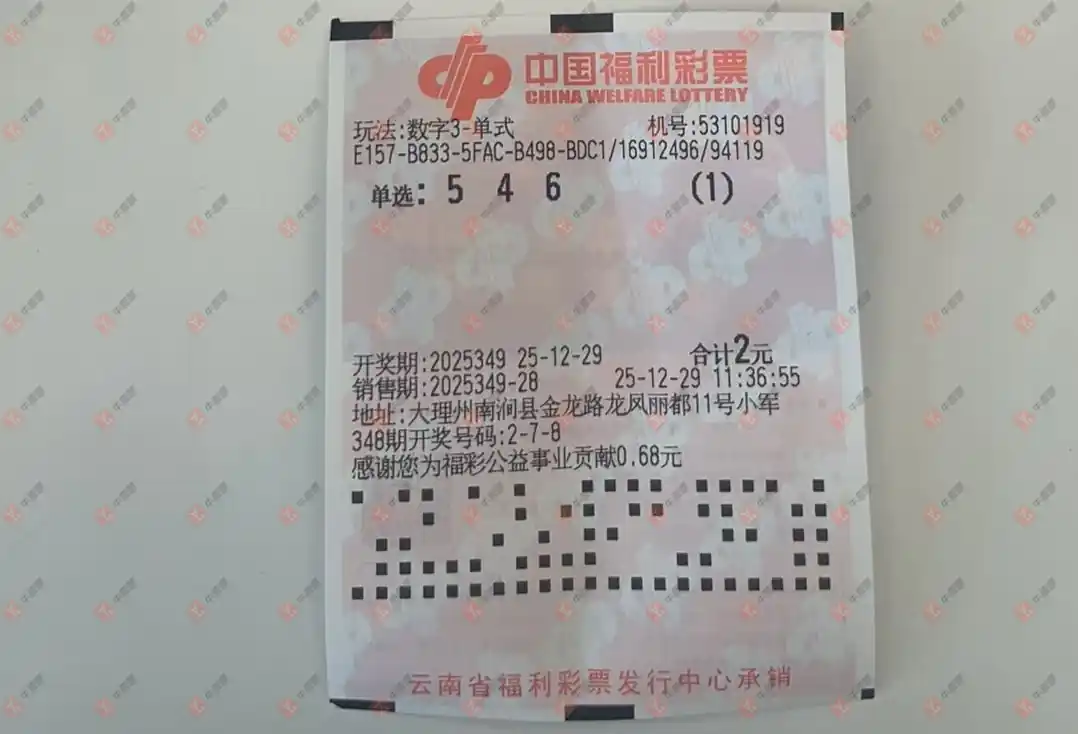 中国福利彩票
CHINA WELFARE LOTTERY
玩法:数字3-单式 机号:53101919
E157-B833-5FAC-B498-BDC1/16912496/94119
单选: 5 4 6 (1)
开奖期:2025349 25-12-29 合计2元
销售期:2025349-28 25-12-29 11:36:55
地址:大理州南涧县金龙路龙凤丽都11号小军
348期开奖号码:2-7-8
感谢您为福彩公益事业贡献0.68元
云南省福利彩票发行中心承销